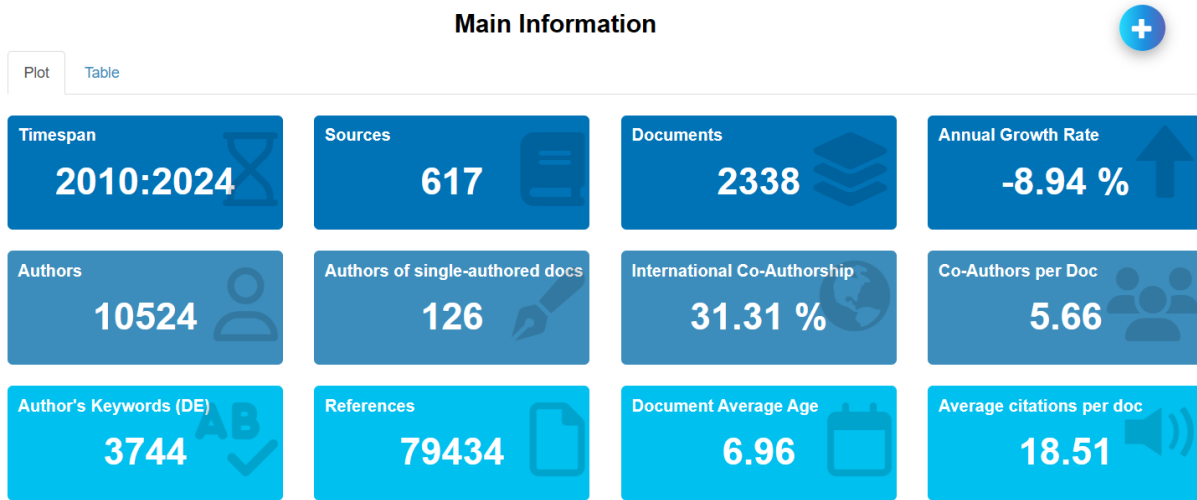 Main Information
Plot Table
Timespan
2010:2024
Sources
617
Documents
2338
Annual Growth Rate
-8.94 %
Authors
10524
Authors of single-authored docs
126
International Co-Authorship
31.31 %
Co-Authors per Doc
5.66
Author's Keywords (DE)
3744
References
79434
Document Average Age
6.96
Average citations per doc
18.51
AB